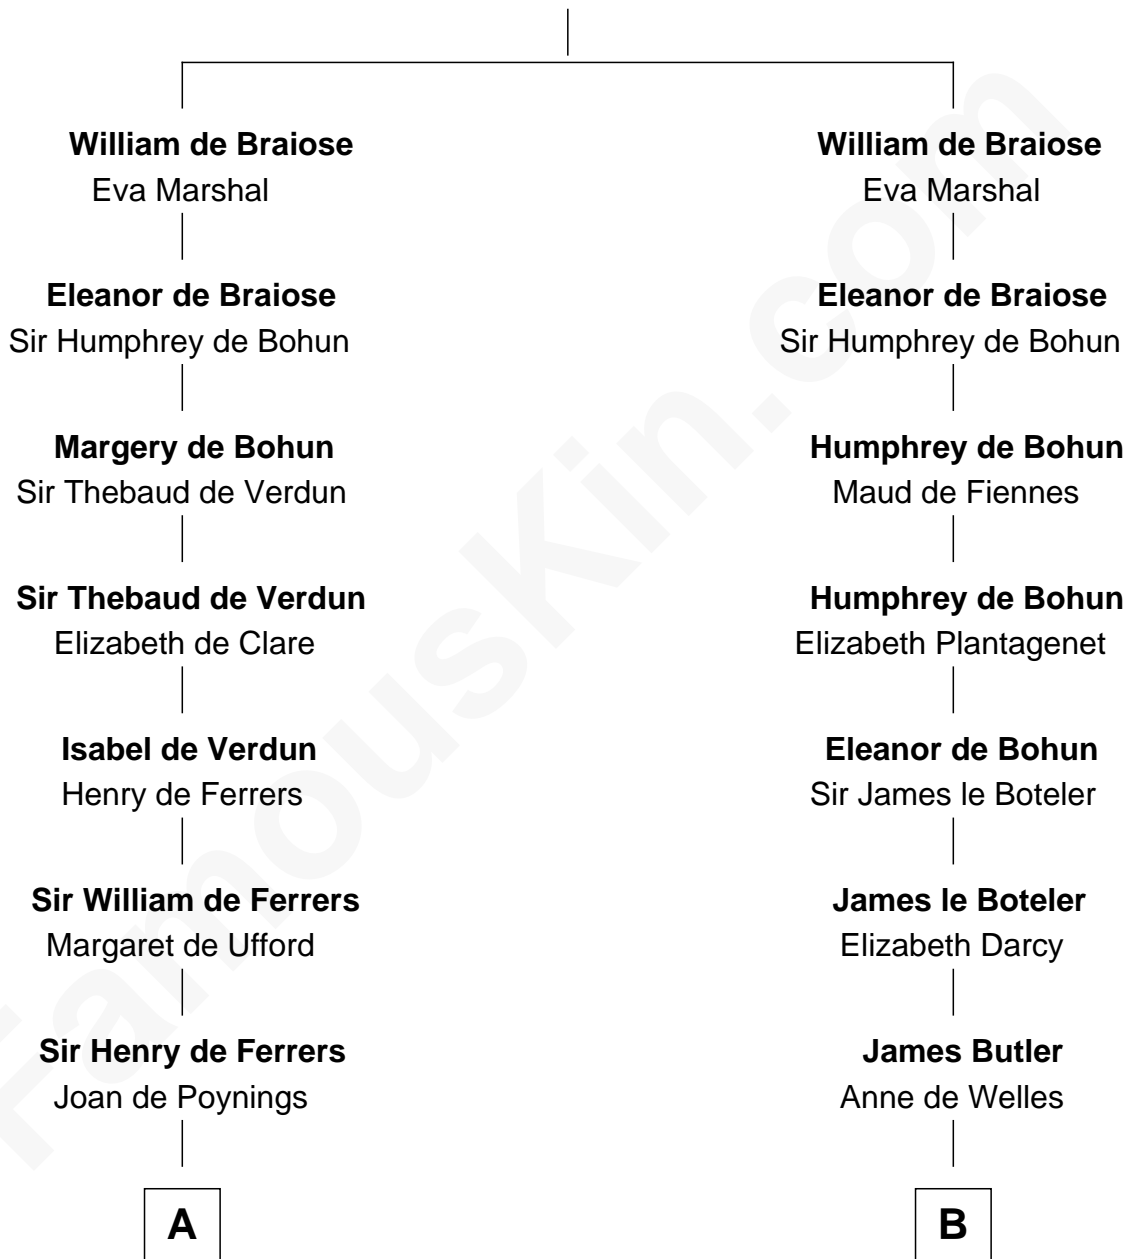 William de Braiose
Eva Marshal
Eleanor de Braiose
Sir Humphrey de Bohun
Margery de Bohun
Sir Thebaud de Verdun
Sir Thebaud de Verdun
Elizabeth de Clare
Isabel de Verdun
Henry de Ferrers
Sir William de Ferrers
Margaret de Ufford
Sir Henry de Ferrers
Joan de Poynings
A
William de Braiose
Eva Marshal
Eleanor de Braiose
Sir Humphrey de Bohun
Humphrey de Bohun
Maud de Fiennes
Humphrey de Bohun
Elizabeth Plantagenet
Eleanor de Bohun
Sir James le Boteler
James le Boteler
Elizabeth Darcy
James Butler
Anne de Welles
B
FamousKin.com